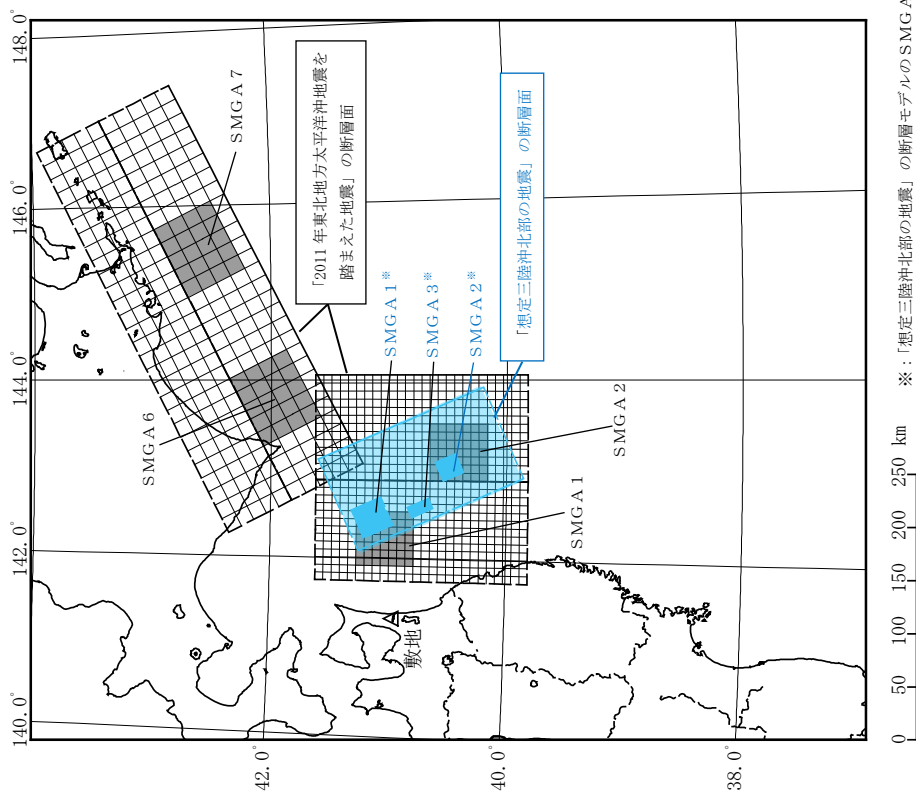 140.0°
142.0°
144.0°
146.0°
148.0°
42.0°
40.0°
38.0°
SMGA7
SMGA6
「2011年東北地方太平洋沖地震を
踏まえた地震」の断層面
SMGA1※
SMGA3※
SMGA2※
「想定三陸沖北部の地震」の断層面
SMGA2
SMGA1
敷地
0 50 100 150 200 250 km
※:「想定三陸沖北部の地震」の断層モデルのSMGA